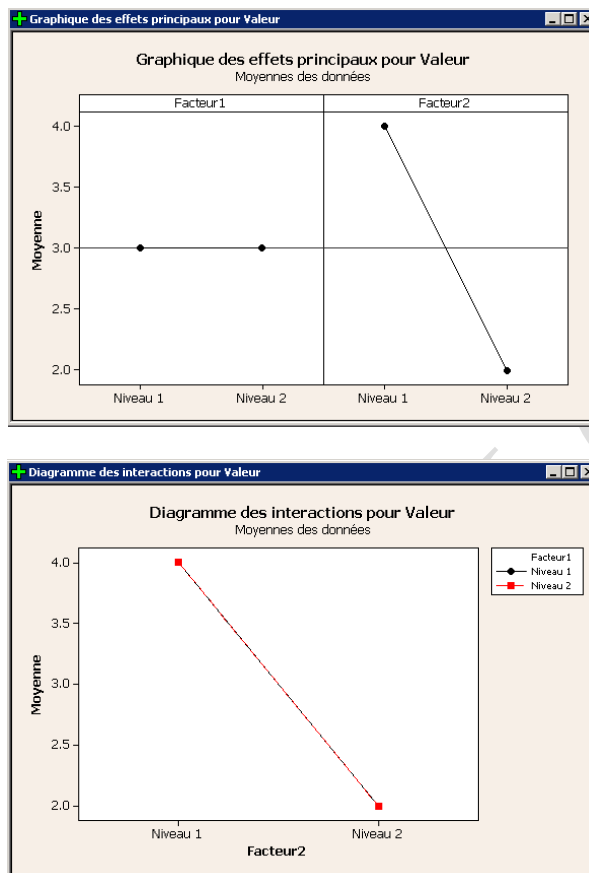 Graphique des effets principaux pour Valeur
Graphique des effets principaux pour Valeur
Moyennes des données
Facteur1 Facteur2
4.0
3.5
3.0
2.5
2.0
Moyenne
Niveau 1 Niveau 2 Niveau 1 Niveau 2
Diagramme des interactions pour Valeur
Diagramme des interactions pour Valeur
Moyennes des données
Facteur1
Niveau 1
Niveau 2
4.0
3.5
3.0
2.5
2.0
Moyenne
Niveau 1 Niveau 2
Facteur2